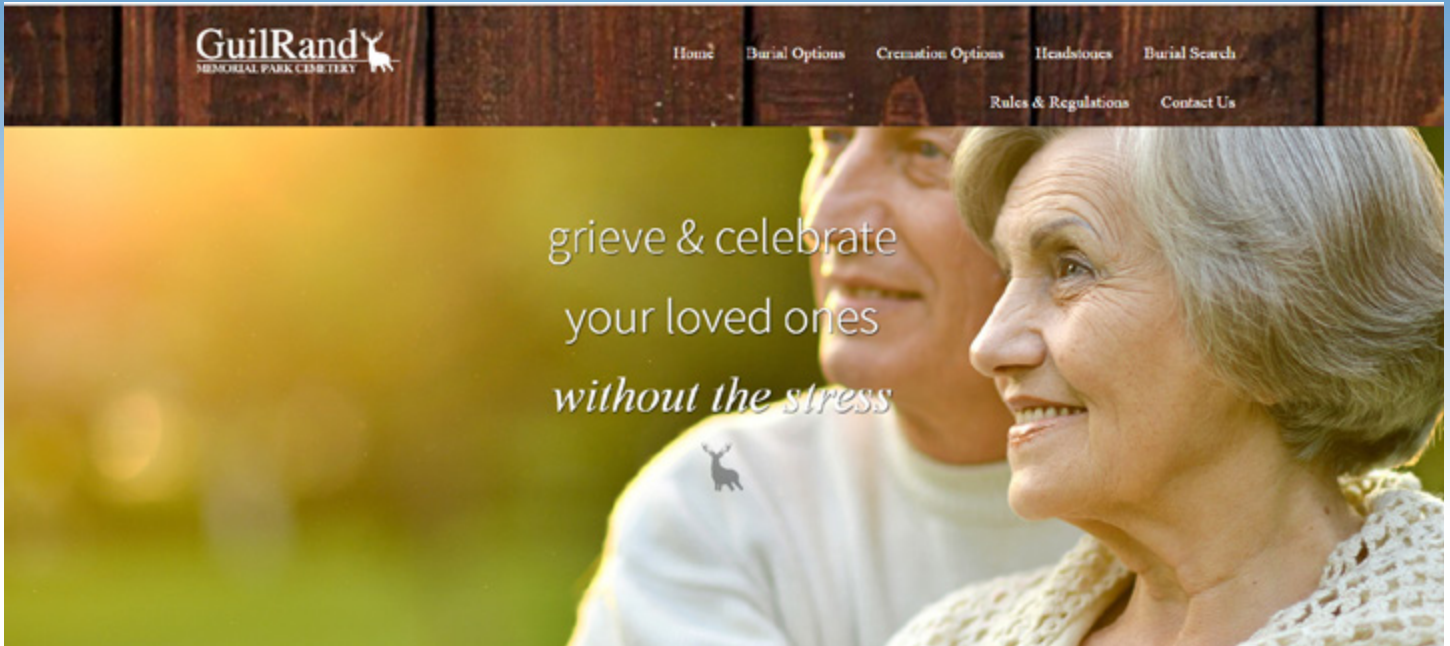 GuilRand
MEMORIAL PARK CEMETERY
Home Burial Options Cremation Options Headstones Burial Search
Rules & Regulations Contact Us
grieve & celebrate
your loved ones
without the stress